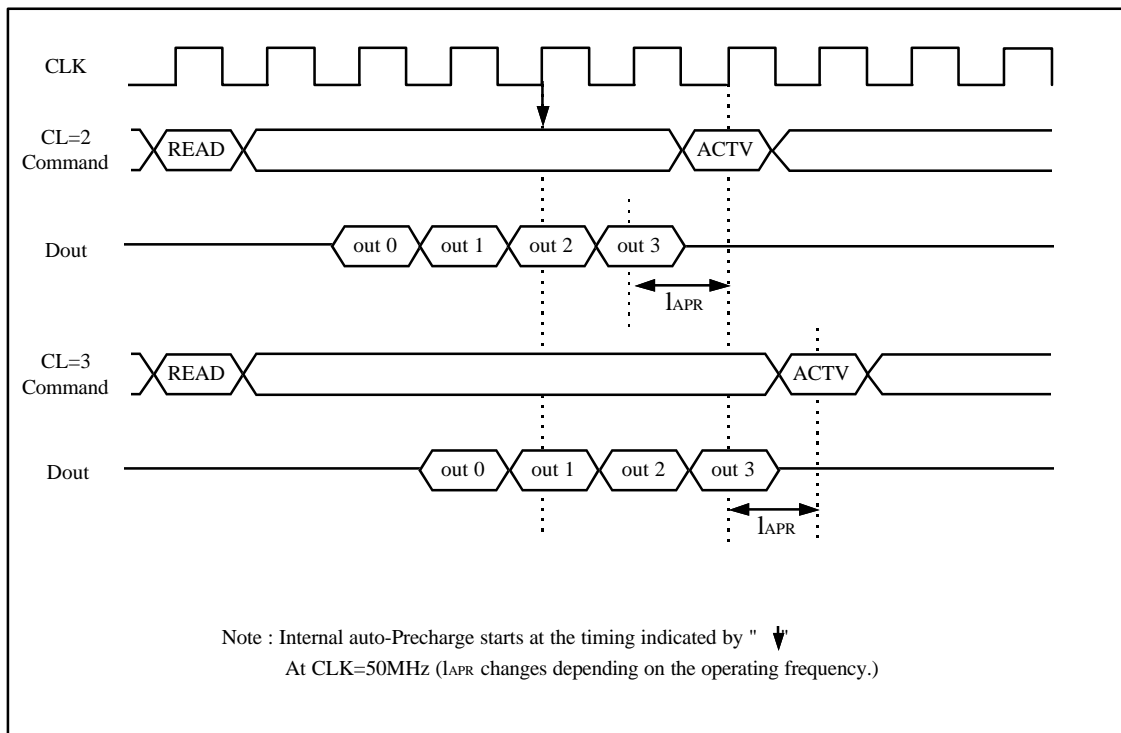 CLK
CL=2
Command
READ
ACTV
Dout
out 0
out 1
out 2
out 3
lAPR
CL=3
Command
READ
ACTV
Dout
out 0
out 1
out 2
out 3
lAPR
Note : Internal auto-Precharge starts at the timing indicated by " "
At CLK=50MHz (lAPR changes depending on the operating frequency.)